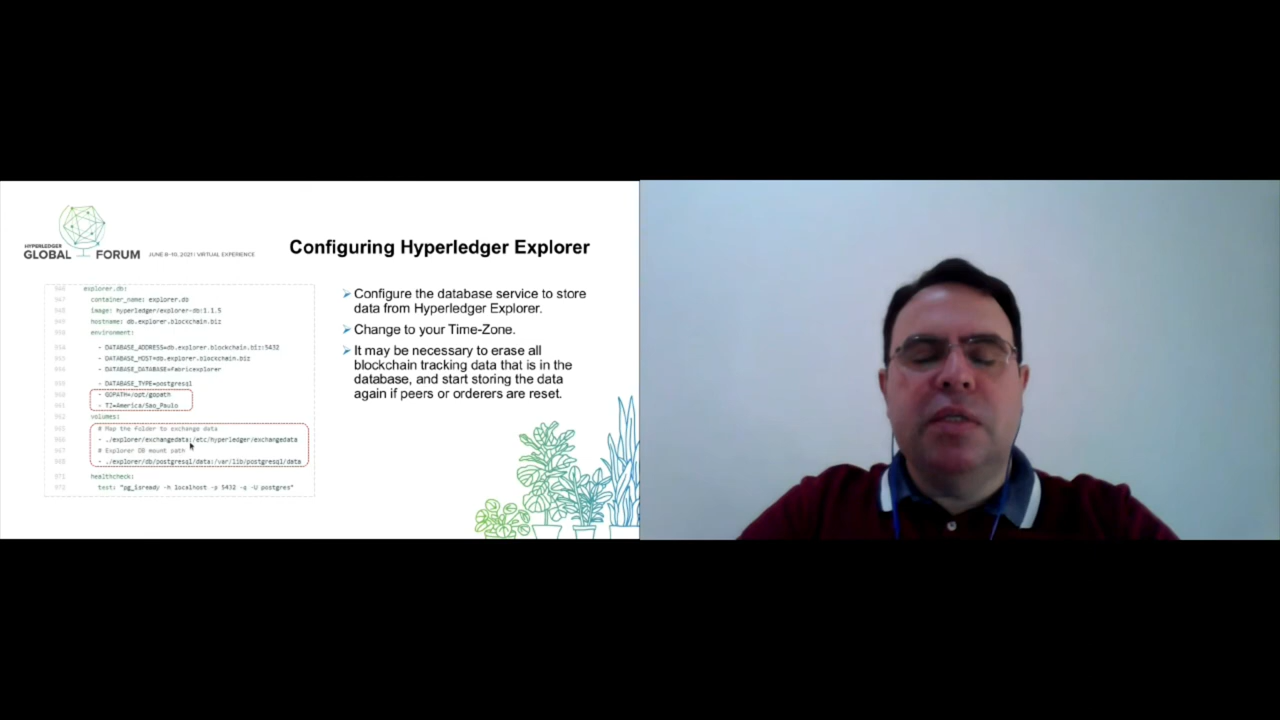 HYPERLEDGER
GLOBAL FORUM JUNE 8-10, 2021 | VIRTUAL EXPERIENCE
Configuring Hyperledger Explorer
explorer.db:
container_name: explorer.db
image: hyperledger/explorer-db:1.1.5
hostname: db.explorer.blockchain.biz
environment:
- DATABASE_ADDRESS=db.explorer.blockchain.biz:5432
- DATABASE_HOST=db.explorer.blockchain.biz
- DATABASE_DATABASE=fabricexplorer
- DATABASE_TYPE=postgresql
- GOPATH=/opt/gopath
- TZ=America/Sao_Paulo
volumes:
# Map the folder to exchange data
- ./explorer/exchangedata:/etc/hyperledger/exchangedata
# Explorer DB mount path
- ./explorer/db/postgresql/data:/var/lib/postgresql/data
healthcheck:
test: "pg_isready -h localhost -p 5432 -q -U postgres"
➢ Configure the database service to store
data from Hyperledger Explorer.
➢ Change to your Time-Zone.
➢ It may be necessary to erase all
blockchain tracking data that is in the
database, and start storing the data
again if peers or orderers are reset.